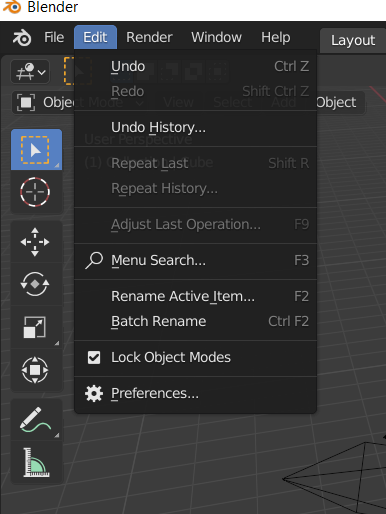 Blender
File Edit Render Window Help Layout
Undo Ctrl Z
Redo Shift Ctrl Z
Object Mode View Select Add Object
Undo History...
User Perspective
Repeat Last Shift R
Repeat History...
Adjust Last Operation... F9
Menu Search... F3
Rename Active Item... F2
Batch Rename Ctrl F2
Lock Object Modes
Preferences...